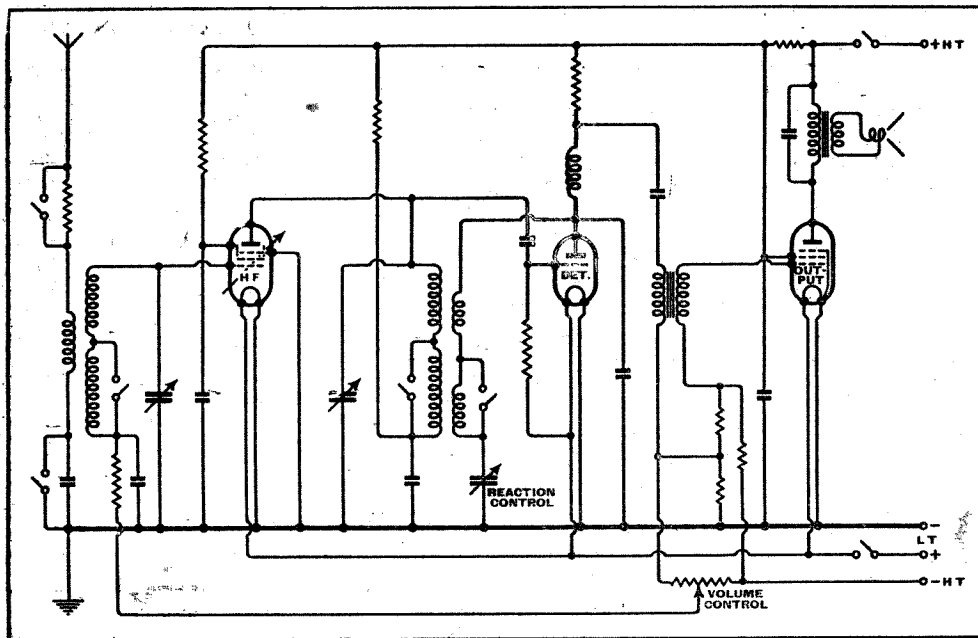 +HT
HF
DET.
OUT-
PUT
REACTION
CONTROL
-
LT
+
-HT
VOLUME
CONTROL